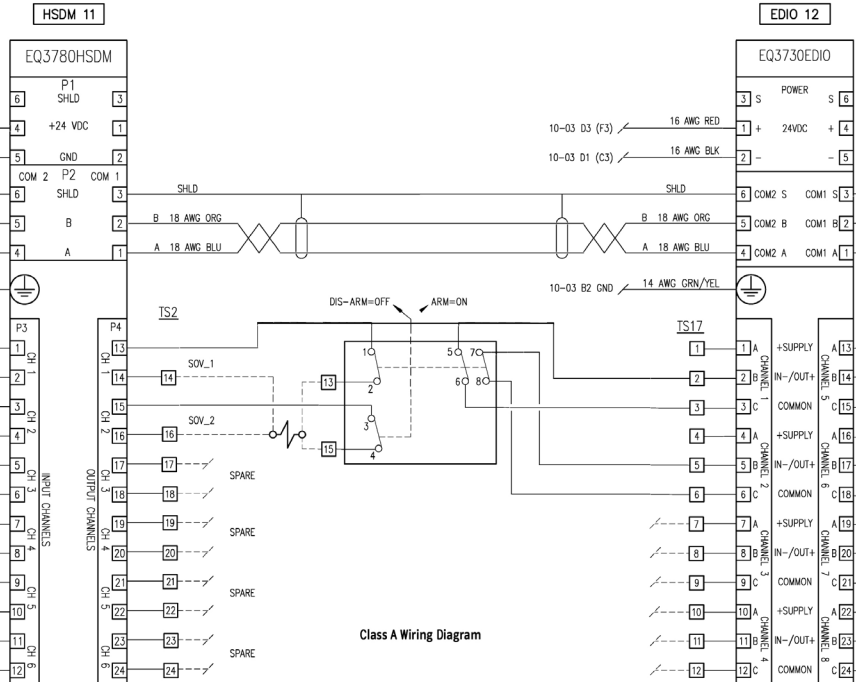 HSDM 11
EDIO 12
EQ3780HSDM
EQ3730EDIO
P1
6 SHLD 3
4 +24 VDC 1
5 GND 2
COM 2 P2 COM 1
6 SHLD 3
5 B 2
4 A 1
POWER
3 S S 6
1 + 24VDC + 4
2 - - 5
10-03 D3 (F3) 16 AWG RED
10-03 D1 (C3) 16 AWG BLK
SHLD SHLD
B 18 AWG ORG B 18 AWG ORG
A 18 AWG BLU A 18 AWG BLU
6 COM2 S COM1 S 3
5 COM2 B COM1 B 2
4 COM2 A COM1 A 1
10-03 B2 GND 14 AWG GRN/YEL
DIS-ARM=OFF ARM=ON
TS2
TS17
P3 P4
1 13
2 14 14 SOV_1
CH 1 CH 1
3 15
4 16 16 SOV_2
CH 2 CH 2
5 17 17
6 18 18
CH 3 CH 3
SPARE
7 19 19
8 20 20
CH 4 CH 4
SPARE
9 21 21
10 22 22
CH 5 CH 5
SPARE
11 23 23
12 24 24
CH 6 CH 6
SPARE
INPUT CHANNELS
OUTPUT CHANNELS
13
15
1 5 7
2 6 8
3
4
1 1 A +SUPPLY A 13
2 2 B IN-/OUT+ B 14
3 3 C COMMON C 15
CHANNEL 1 CHANNEL 5
4 4 A +SUPPLY A 16
5 5 B IN-/OUT+ B 17
6 6 C COMMON C 18
CHANNEL 2 CHANNEL 6
7 7 A +SUPPLY A 19
8 8 B IN-/OUT+ B 20
9 9 C COMMON C 21
CHANNEL 3 CHANNEL 7
10 10 A +SUPPLY A 22
11 11 B IN-/OUT+ B 23
12 12 C COMMON C 24
CHANNEL 4 CHANNEL 8
Class A Wiring Diagram